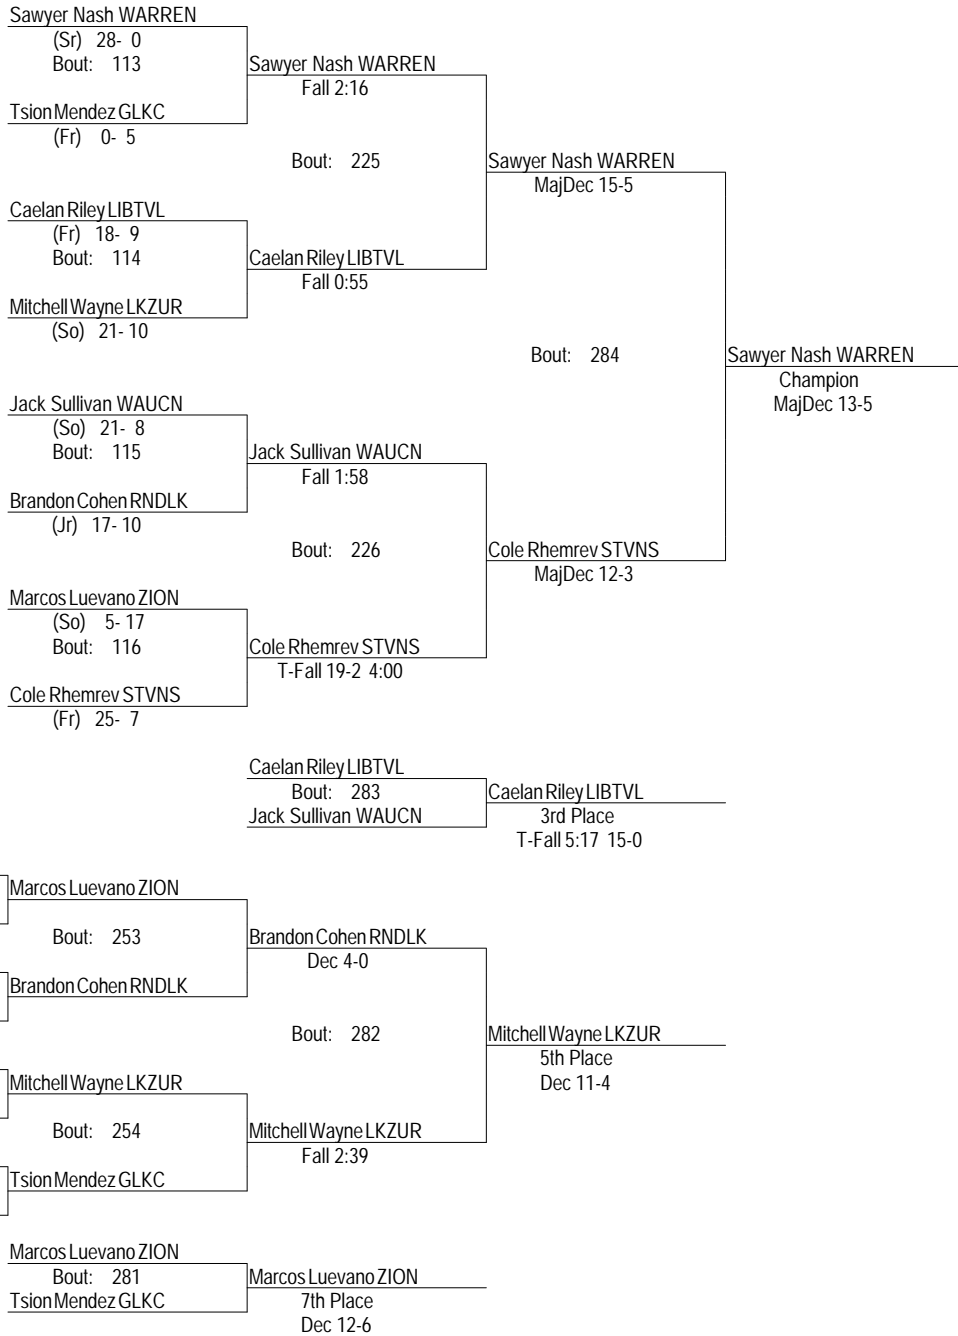 Sawyer Nash WARREN
(Sr) 28- 0
Bout: 113
Sawyer Nash WARREN
Fall 2:16
Tsion Mendez GLKC
(Fr) 0- 5
Bout: 225
Sawyer Nash WARREN
MajDec 15-5
Caelan Riley LIBTVL
(Fr) 18- 9
Bout: 114
Caelan Riley LIBTVL
Fall 0:55
Mitchell Wayne LKZUR
(So) 21- 10
Bout: 284
Sawyer Nash WARREN
Champion
MajDec 13-5
Jack Sullivan WAUCN
(So) 21- 8
Bout: 115
Jack Sullivan WAUCN
Fall 1:58
Brandon Cohen RNDLK
(Jr) 17- 10
Bout: 226
Cole Rhemrev STVNS
MajDec 12-3
Marcos Luevano ZION
(So) 5- 17
Bout: 116
Cole Rhemrev STVNS
T-Fall 19-2 4:00
Cole Rhemrev STVNS
(Fr) 25- 7
Caelan Riley LIBTVL
Bout: 283
Jack Sullivan WAUCN
Caelan Riley LIBTVL
3rd Place
T-Fall 5:17 15-0
Marcos Luevano ZION
Bout: 253
Brandon Cohen RNDLK
Dec 4-0
Brandon Cohen RNDLK
Bout: 282
Mitchell Wayne LKZUR
5th Place
Dec 11-4
Mitchell Wayne LKZUR
Bout: 254
Mitchell Wayne LKZUR
Fall 2:39
Tsion Mendez GLKC
Marcos Luevano ZION
Bout: 281
Tsion Mendez GLKC
Marcos Luevano ZION
7th Place
Dec 12-6